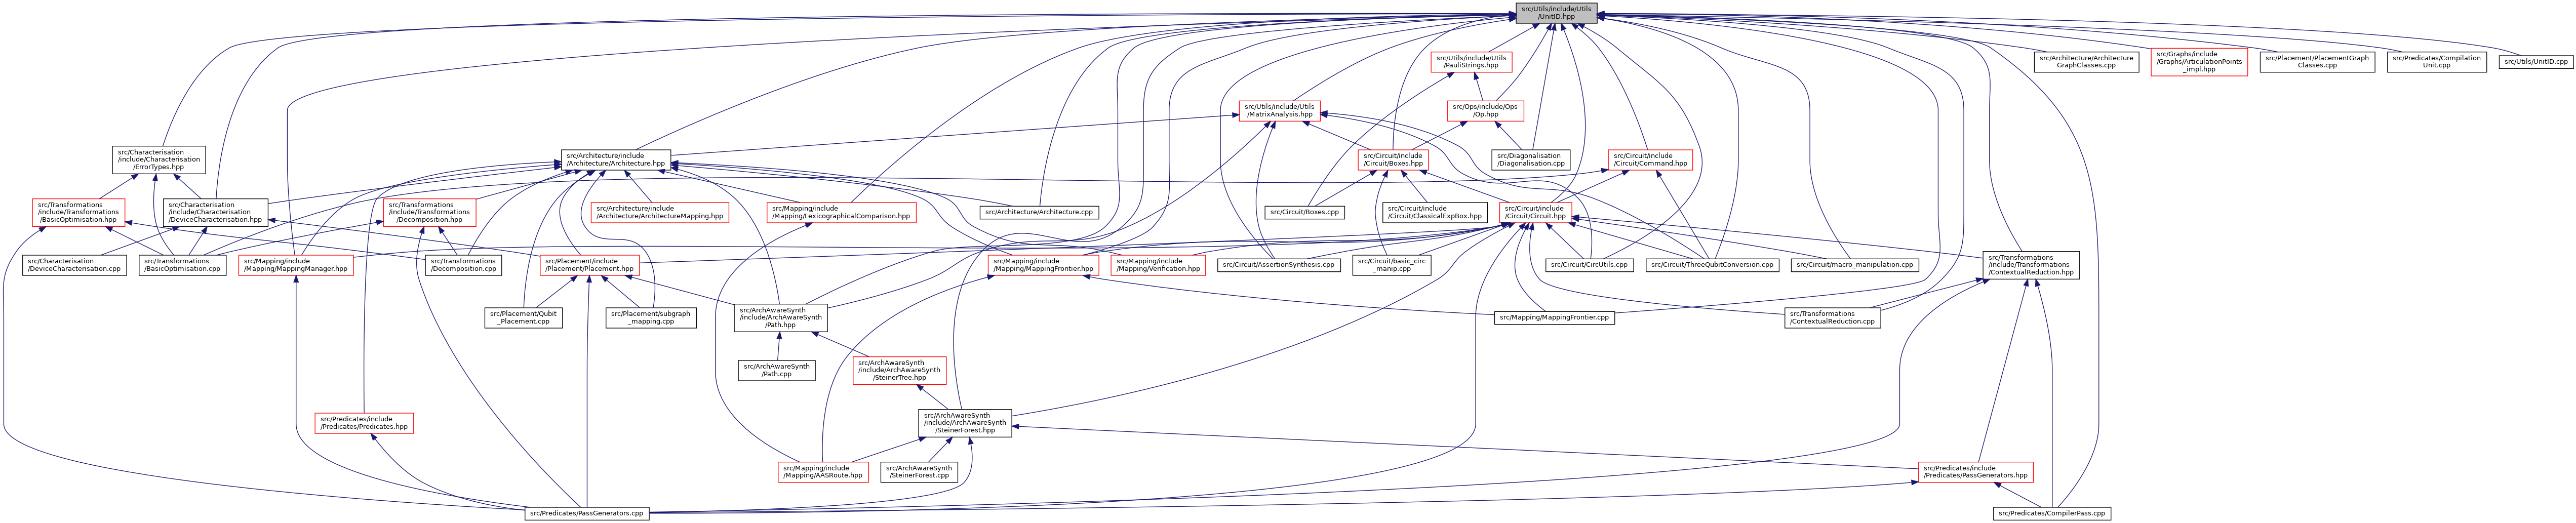 src/Utils/include/Utils
/UnitID.hpp
src/Utils/include/Utils
/PauliStrings.hpp
src/Architecture/Architecture
GraphClasses.cpp
src/Graphs/include
/Graphs/ArticulationPoints
_impl.hpp
src/Placement/PlacementGraph
Classes.cpp
src/Predicates/Compilation
Unit.cpp
src/Utils/UnitID.cpp
src/Utils/include/Utils
/MatrixAnalysis.hpp
src/Ops/include/Ops
/Op.hpp
src/Characterisation
/include/Characterisation
/ErrorTypes.hpp
src/Architecture/include
/Architecture/Architecture.hpp
src/Circuit/include
/Circuit/Boxes.hpp
src/Diagonalisation
/Diagonalisation.cpp
src/Circuit/include
/Circuit/Command.hpp
src/Transformations
/include/Transformations
/BasicOptimisation.hpp
src/Characterisation
/include/Characterisation
/DeviceCharacterisation.hpp
src/Transformations
/include/Transformations
/Decomposition.hpp
src/Architecture/include
/Architecture/ArchitectureMapping.hpp
src/Mapping/include
/Mapping/LexicographicalComparison.hpp
src/Architecture/Architecture.cpp
src/Circuit/Boxes.cpp
src/Circuit/include
/Circuit/ClassicalExpBox.hpp
src/Circuit/include
/Circuit/Circuit.hpp
src/Characterisation
/DeviceCharacterisation.cpp
src/Transformations
/BasicOptimisation.cpp
src/Mapping/include
/Mapping/MappingManager.hpp
src/Transformations
/Decomposition.cpp
src/Placement/include
/Placement/Placement.hpp
src/Mapping/include
/Mapping/MappingFrontier.hpp
src/Mapping/include
/Mapping/Verification.hpp
src/Circuit/AssertionSynthesis.cpp
src/Circuit/basic_circ
_manip.cpp
src/Circuit/CircUtils.cpp
src/Circuit/ThreeQubitConversion.cpp
src/Circuit/macro_manipulation.cpp
src/Transformations
/include/Transformations
/ContextualReduction.hpp
src/Placement/Qubit
_Placement.cpp
src/Placement/subgraph
_mapping.cpp
src/ArchAwareSynth
/include/ArchAwareSynth
/Path.hpp
src/Mapping/MappingFrontier.cpp
src/Transformations
/ContextualReduction.cpp
src/ArchAwareSynth
/Path.cpp
src/ArchAwareSynth
/include/ArchAwareSynth
/SteinerTree.hpp
src/Predicates/include
/Predicates/Predicates.hpp
src/ArchAwareSynth
/include/ArchAwareSynth
/SteinerForest.hpp
src/Mapping/include
/Mapping/AASRoute.hpp
src/ArchAwareSynth
/SteinerForest.cpp
src/Predicates/include
/Predicates/PassGenerators.hpp
src/Predicates/PassGenerators.cpp
src/Predicates/CompilerPass.cpp